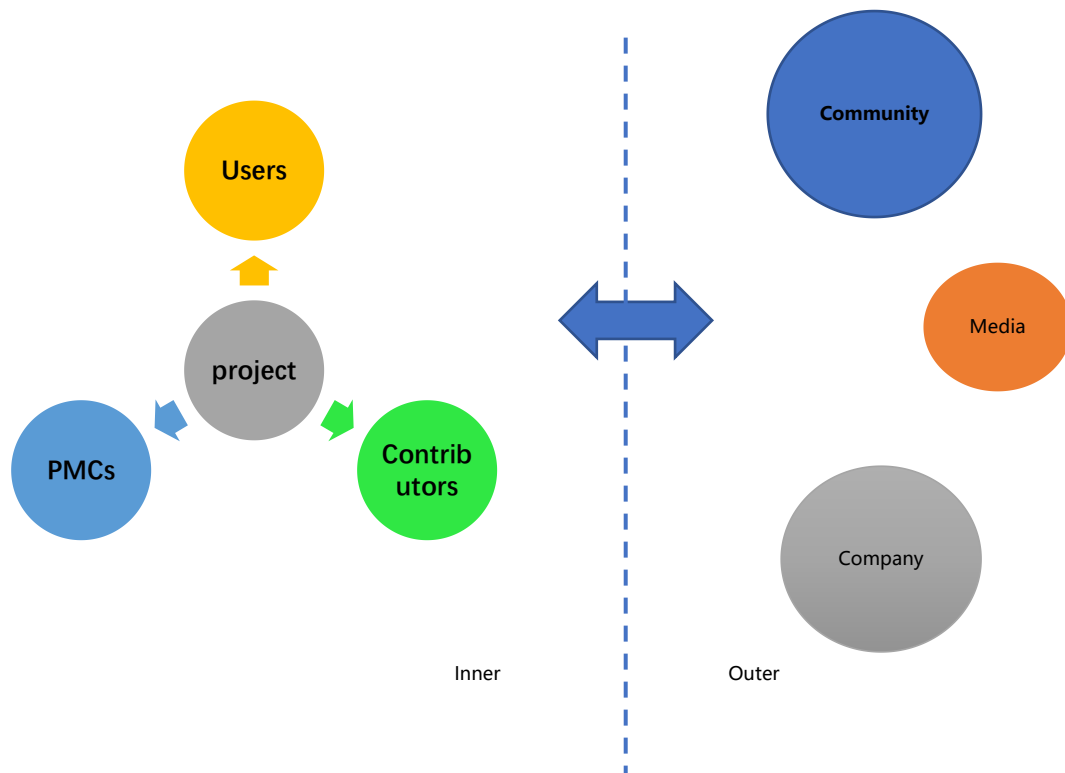 Community
Users
Media
project
Contrib
utors
PMCs
Company
Inner
Outer